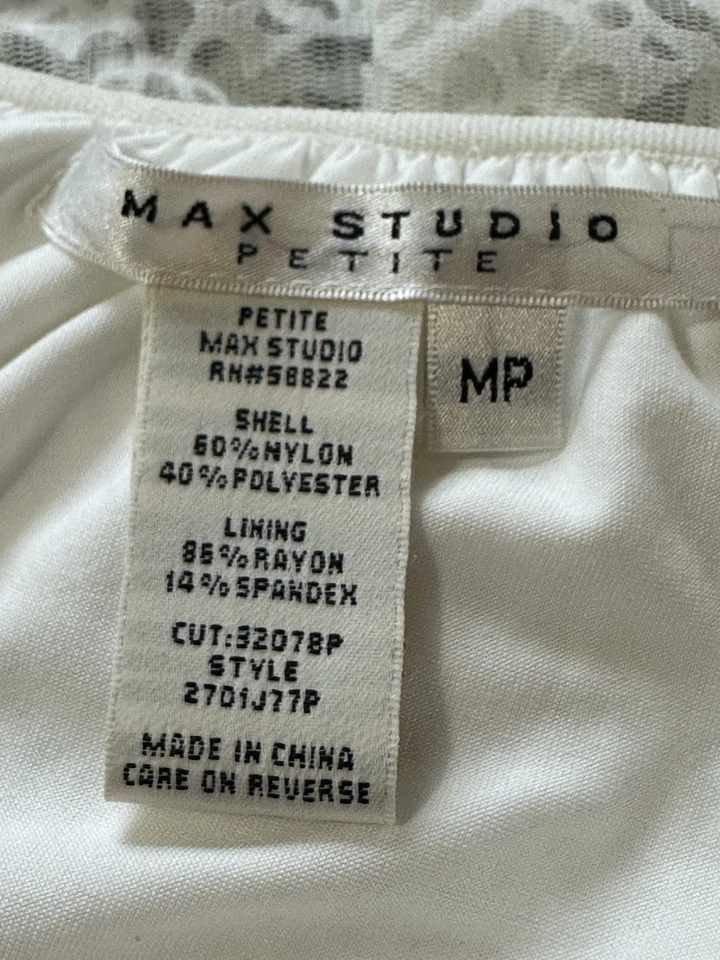 MAX STUDIO
PETITE
MP
PETITE
MAX STUDIO
RN#58822
SHELL
60%NYLON
40%POLYESTER
LINING
86%RAYON
14%SPANDEX
CUT:32078P
STYLE
2701J77P
MADE IN CHINA
CARE ON REVERSE